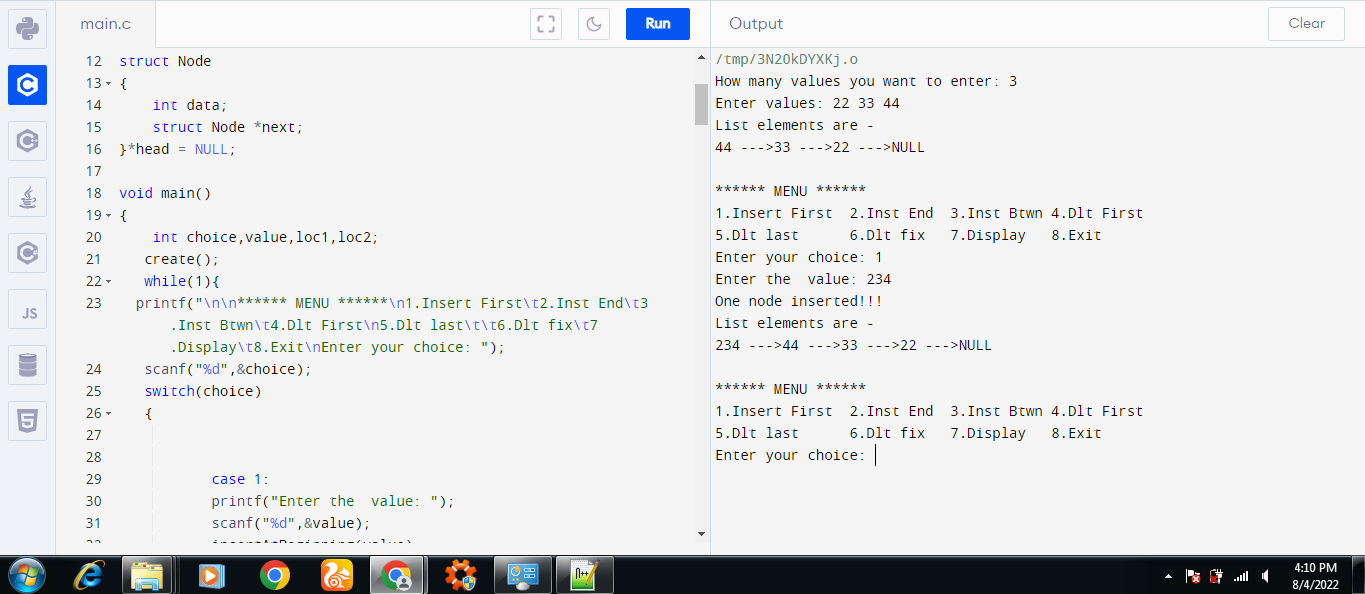 main.c
Run
12 struct Node
13 {
14 int data;
15 struct Node *next;
16 }*head = NULL;
17
18 void main()
19 {
20 int choice,value,loc1,loc2;
21 create();
22 while(1){
23 printf("\n\n****** MENU ******\n1.Insert First\t2.Inst End\t3
.Inst Btwn\t4.Dlt First\n5.Dlt last\t\t6.Dlt fix\t7
.Display\t8.Exit\nEnter your choice: ");
24 scanf("%d",&choice);
25 switch(choice)
26 {
27
28
29 case 1:
30 printf("Enter the  value: ");
31 scanf("%d",&value);
JS
Output
Clear
/tmp/3N20kDYXKj.o
How many values you want to enter: 3
Enter values: 22 33 44
List elements are -
44 --->33 --->22 --->NULL
****** MENU ******
1.Insert First  2.Inst End  3.Inst Btwn 4.Dlt First
5.Dlt last      6.Dlt fix   7.Display   8.Exit
Enter your choice: 1
Enter the  value: 234
One node inserted!!!
List elements are -
234 --->44 --->33 --->22 --->NULL
****** MENU ******
1.Insert First  2.Inst End  3.Inst Btwn 4.Dlt First
5.Dlt last      6.Dlt fix   7.Display   8.Exit
Enter your choice:
4:10 PM
8/4/2022